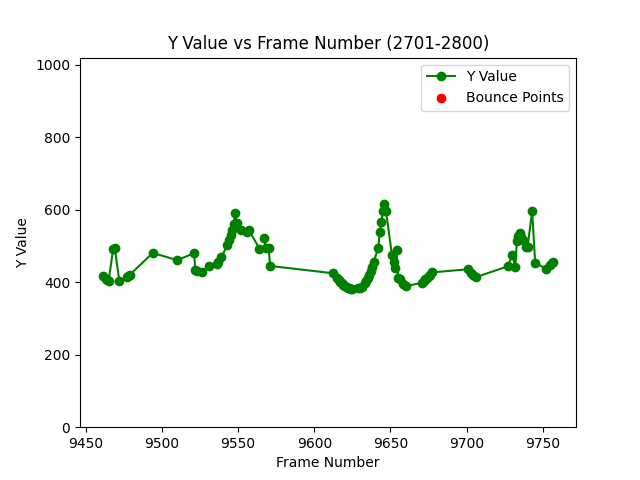 Y Value vs Frame Number (2701-2800)
Y Value
Bounce Points
1000
800
600
400
200
0
Y Value
9450 9500 9550 9600 9650 9700 9750
Frame Number